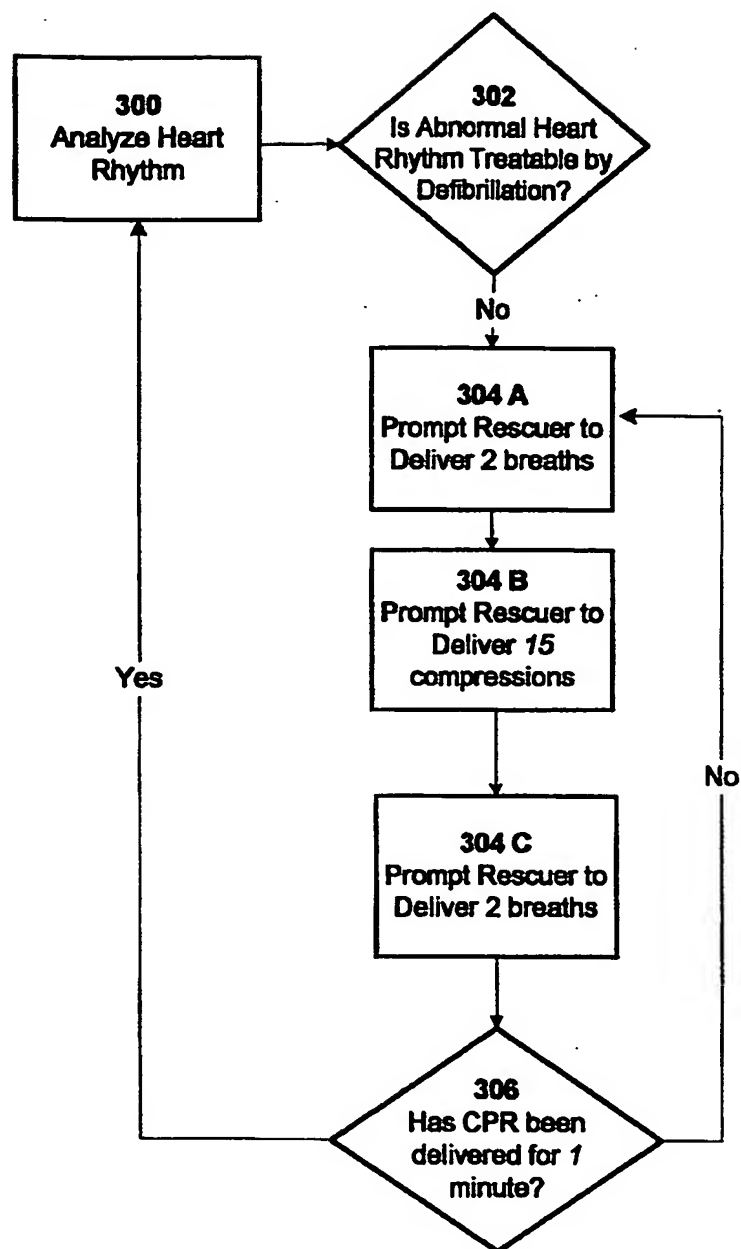 300
Analyze Heart
Rhythm
302
Is Abnormal Heart
Rhythm Treatable by
Defibrillation?
No
304 A
Prompt Rescuer to
Deliver 2 breaths
304 B
Prompt Rescuer to
Deliver 15
compressions
Yes
No
304 C
Prompt Rescuer to
Deliver 2 breaths
306
Has CPR been
delivered for 1
minute?